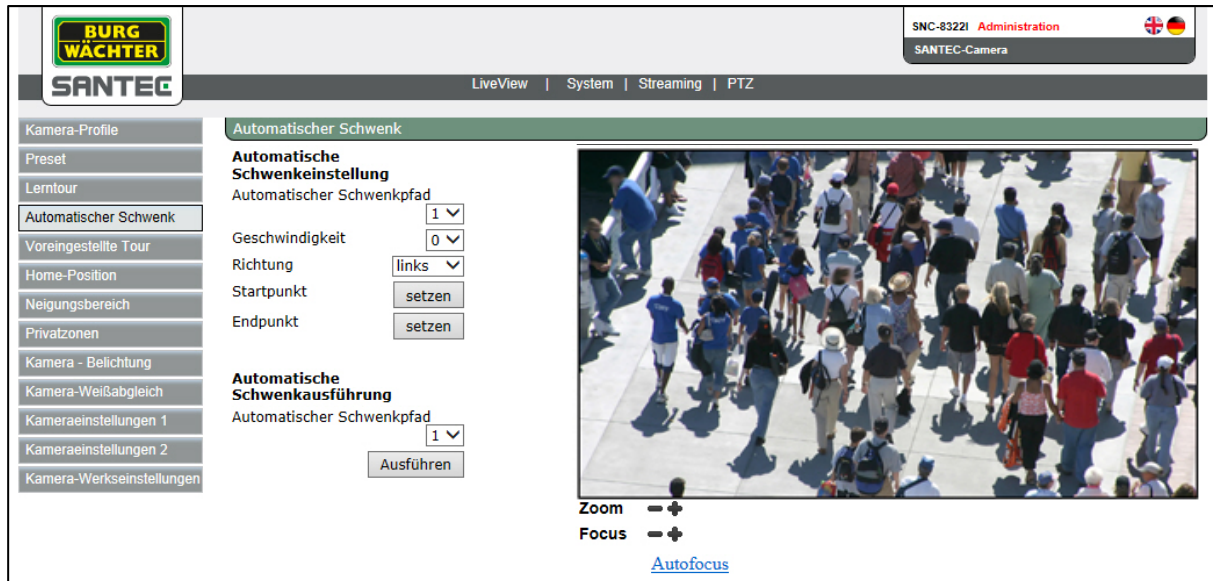 BURG
WÄCHTER
SANTEC
SNC-8322I Administration
SANTEC-Camera
LiveView | System | Streaming | PTZ
Kamera-Profile
Preset
Lerntour
Automatischer Schwenk
Voreingestellte Tour
Home-Position
Neigungsbereich
Privatzonen
Kamera - Belichtung
Kamera-Weißabgleich
Kameraeinstellungen 1
Kameraeinstellungen 2
Kamera-Werkseinstellungen
Automatischer Schwenk
Automatische
Schwenkeinstellung
Automatischer Schwenkpfad
1
Geschwindigkeit 0
Richtung links
Startpunkt setzen
Endpunkt setzen
Automatische
Schwenkausführung
Automatischer Schwenkpfad
1
Ausführen
Zoom
Focus
Autofocus